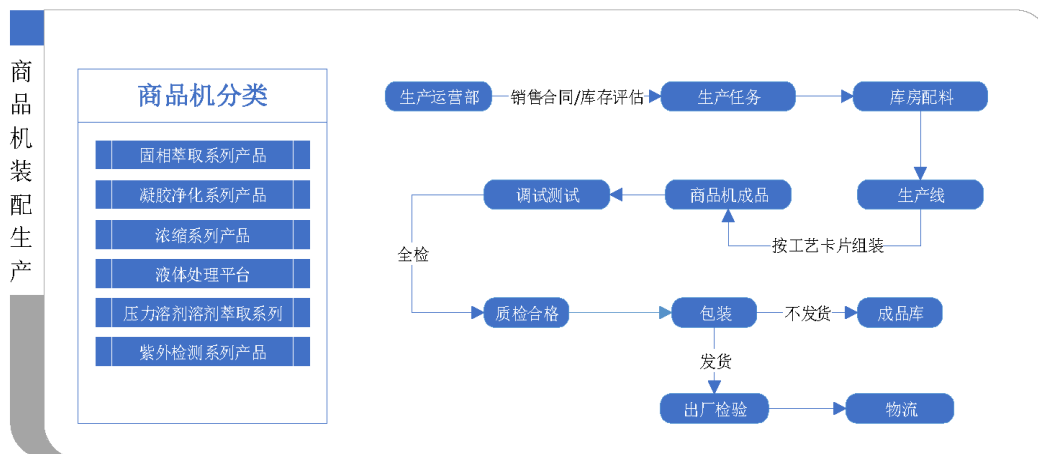 商品机装配生产
商品机分类
固相萃取系列产品
凝胶净化系列产品
浓缩系列产品
液体处理平台
压力溶剂溶剂萃取系列
紫外检测系列产品
生产运营部
销售合同/库存评估
生产任务
库房配料
调试测试
商品机成品
生产线
全检
按工艺卡片组装
质检合格
包装
不发货
成品库
发货
出厂检验
物流